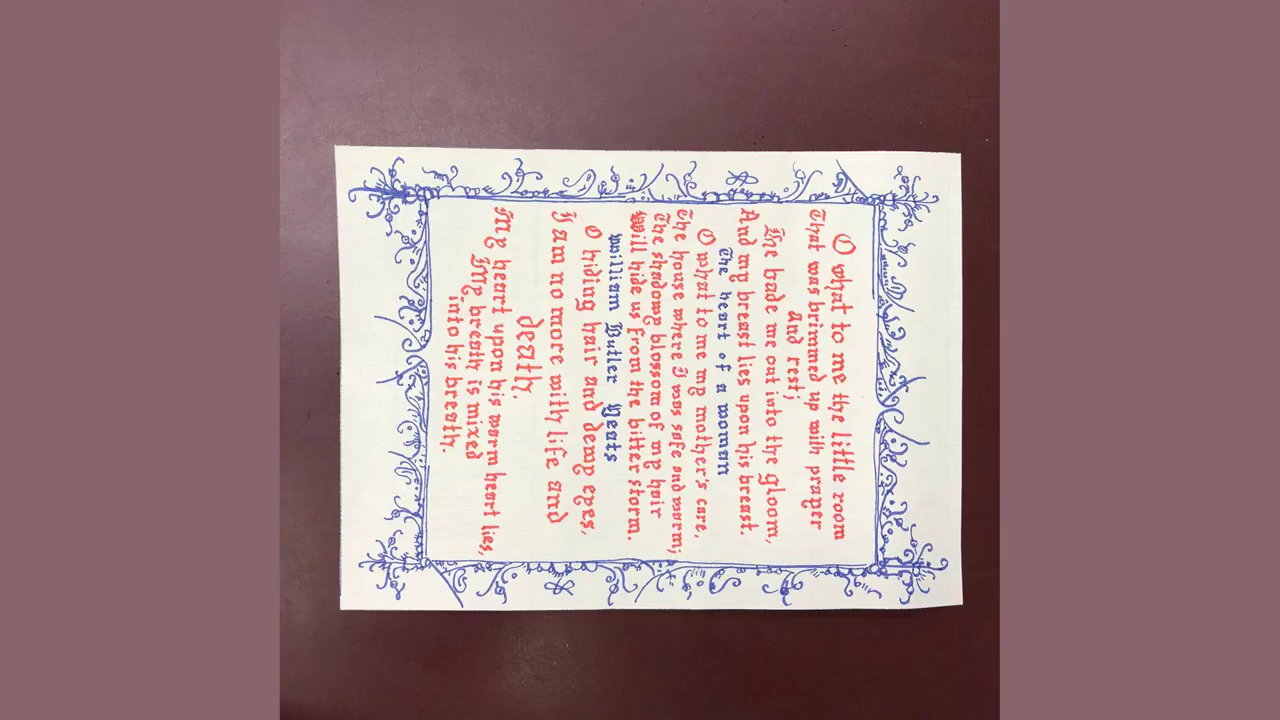 O what to me the little room
That was brimmed up with prayer
and rest;
He bade me out into the gloom,
And my breast lies upon his breast.
The heart of a woman
O what to me my mother's care,
The house where I was safe and warm;
The shadowy blossom of my hair
Will hide us from the bitter storm.
William Butler Yeats
O hiding hair and dewy eyes,
I am no more with life and
death,
My heart upon his warm heart lies,
My breath is mixed
into his breath.